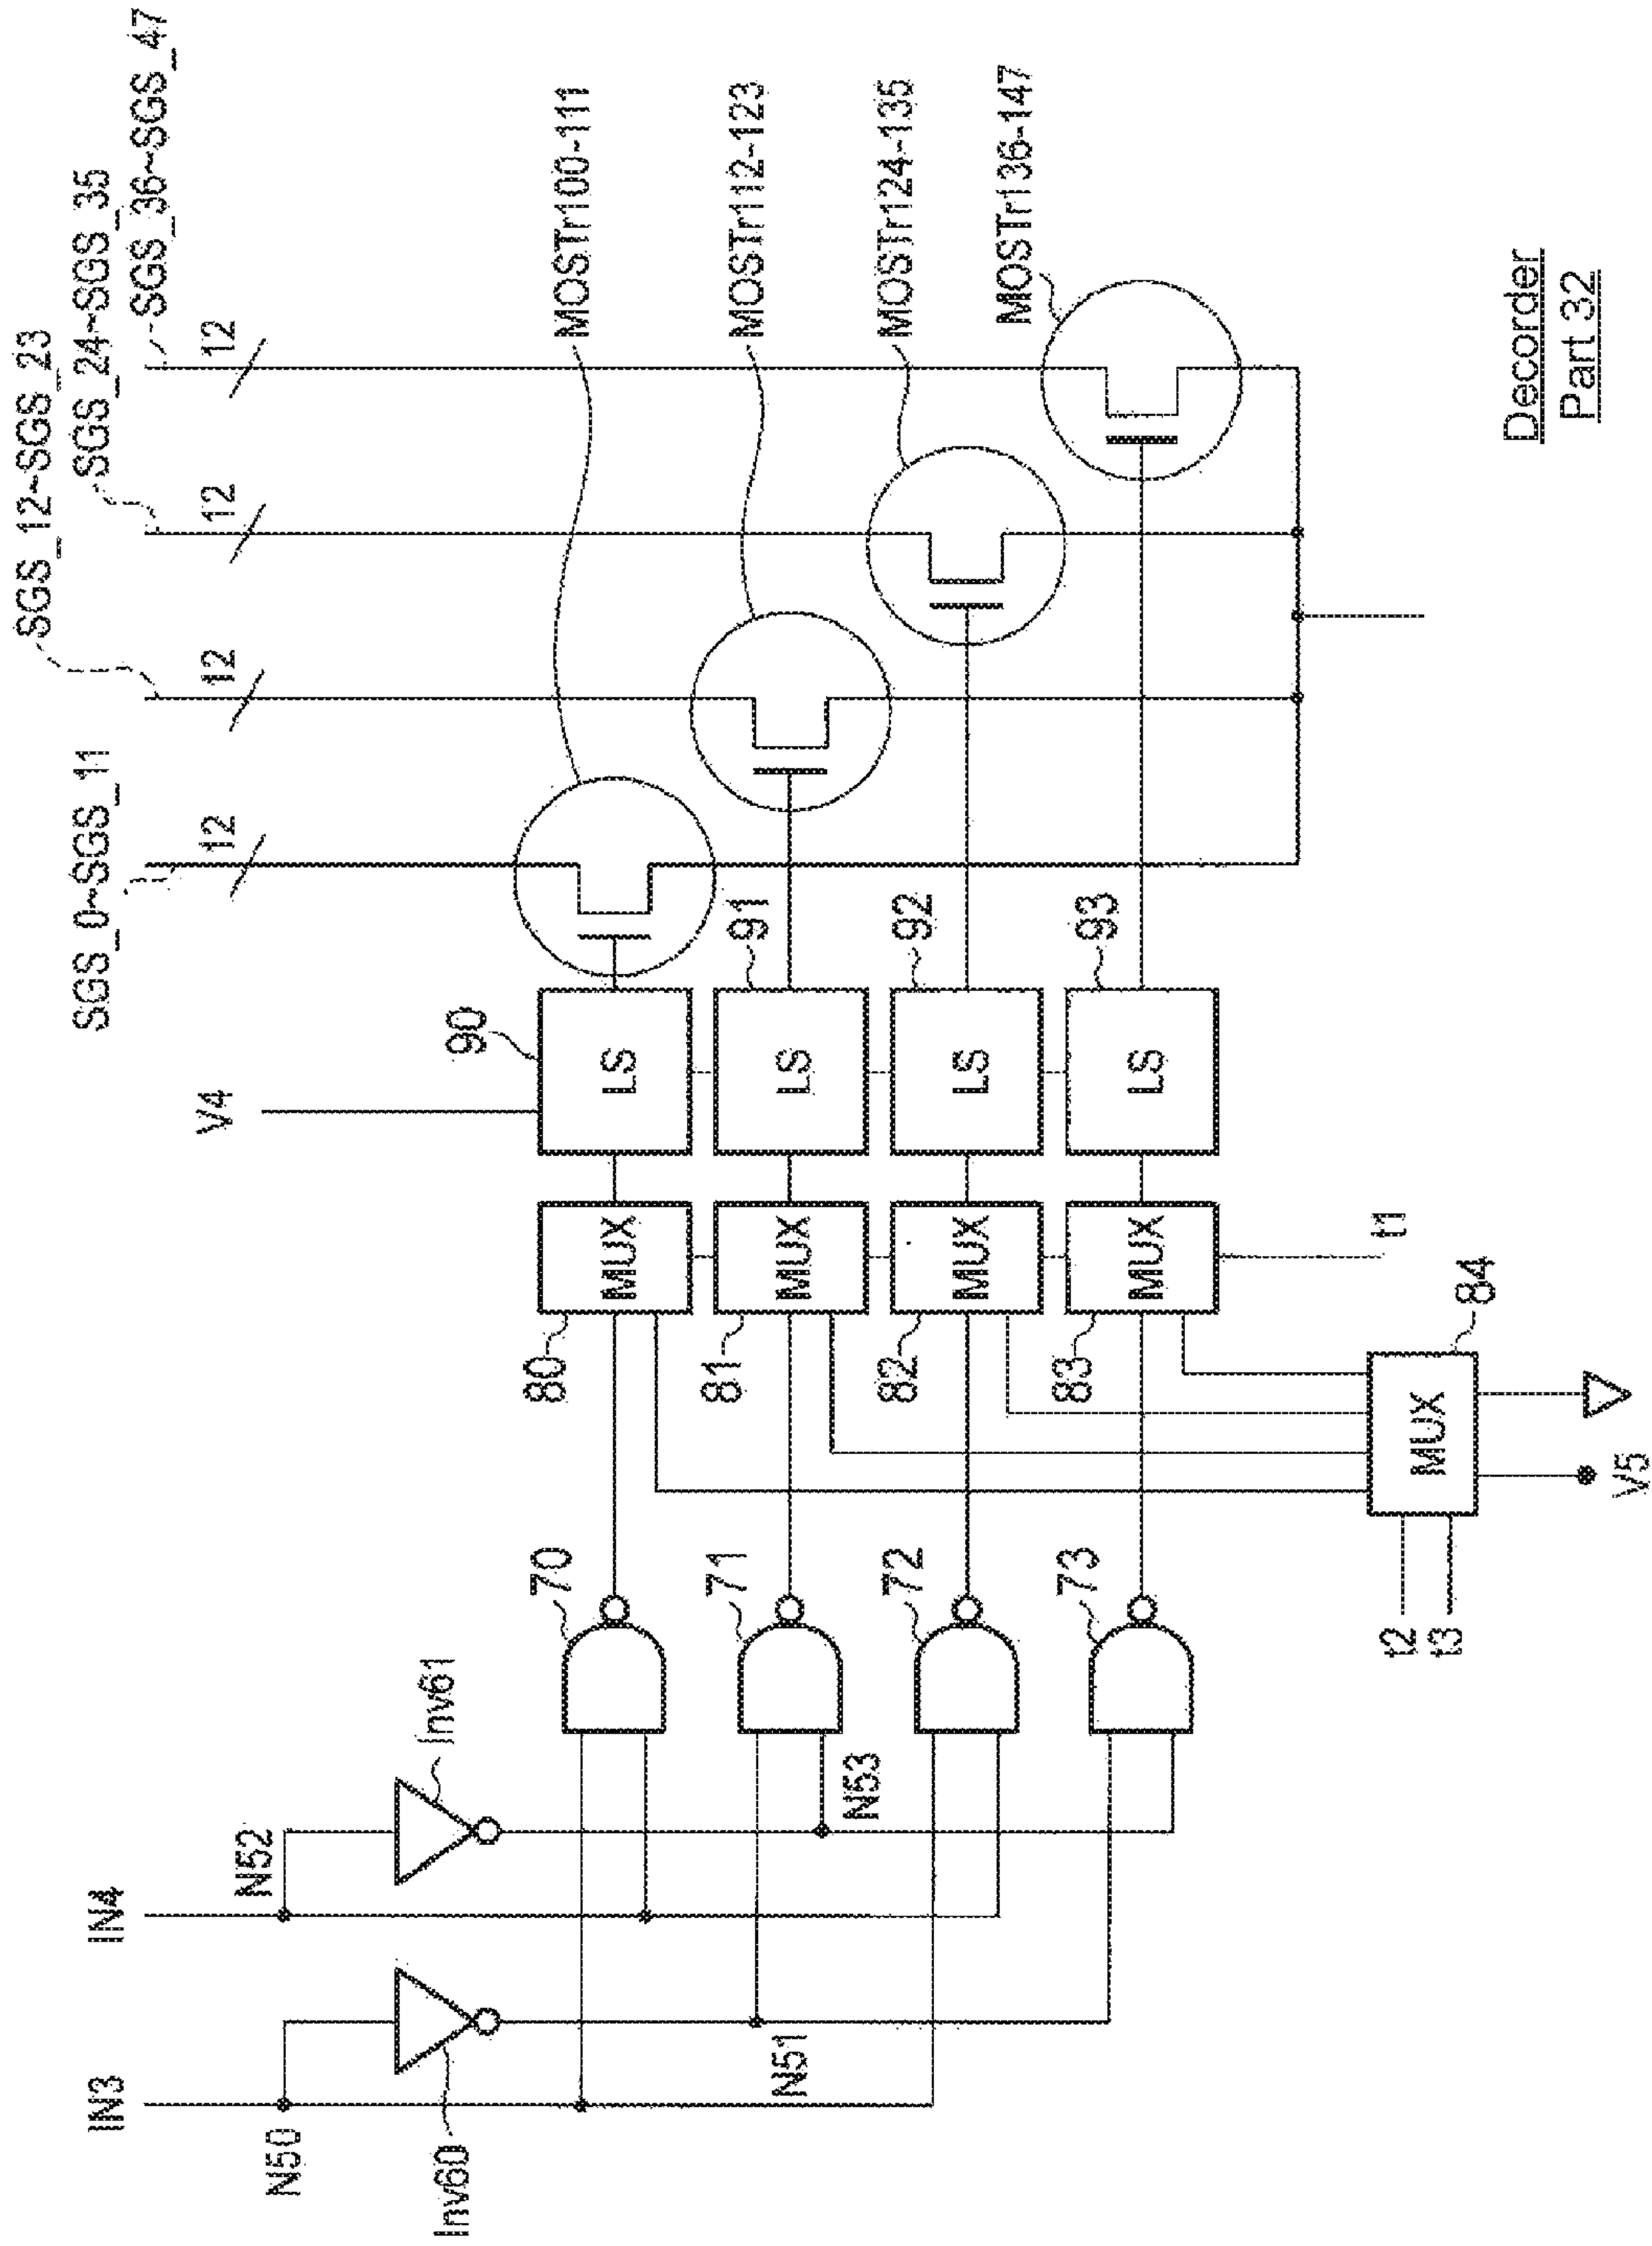 SGS_0~SGS_11
SGS_12~SGS_23
SGS_24~SGS_35
SGS_36~SGS_47
12
12
12
12
IN3
IN4
V4
N50
N52
Inv60
Inv61
N51
N53
70
71
72
73
80
81
82
83
MUX
MUX
MUX
MUX
90
91
92
93
LS
LS
LS
LS
MOSTr100-111
MOSTr112-123
MOSTr124-135
MOSTr136-147
t1
t2
t3
MUX
84
V5
Decorder
Part 32